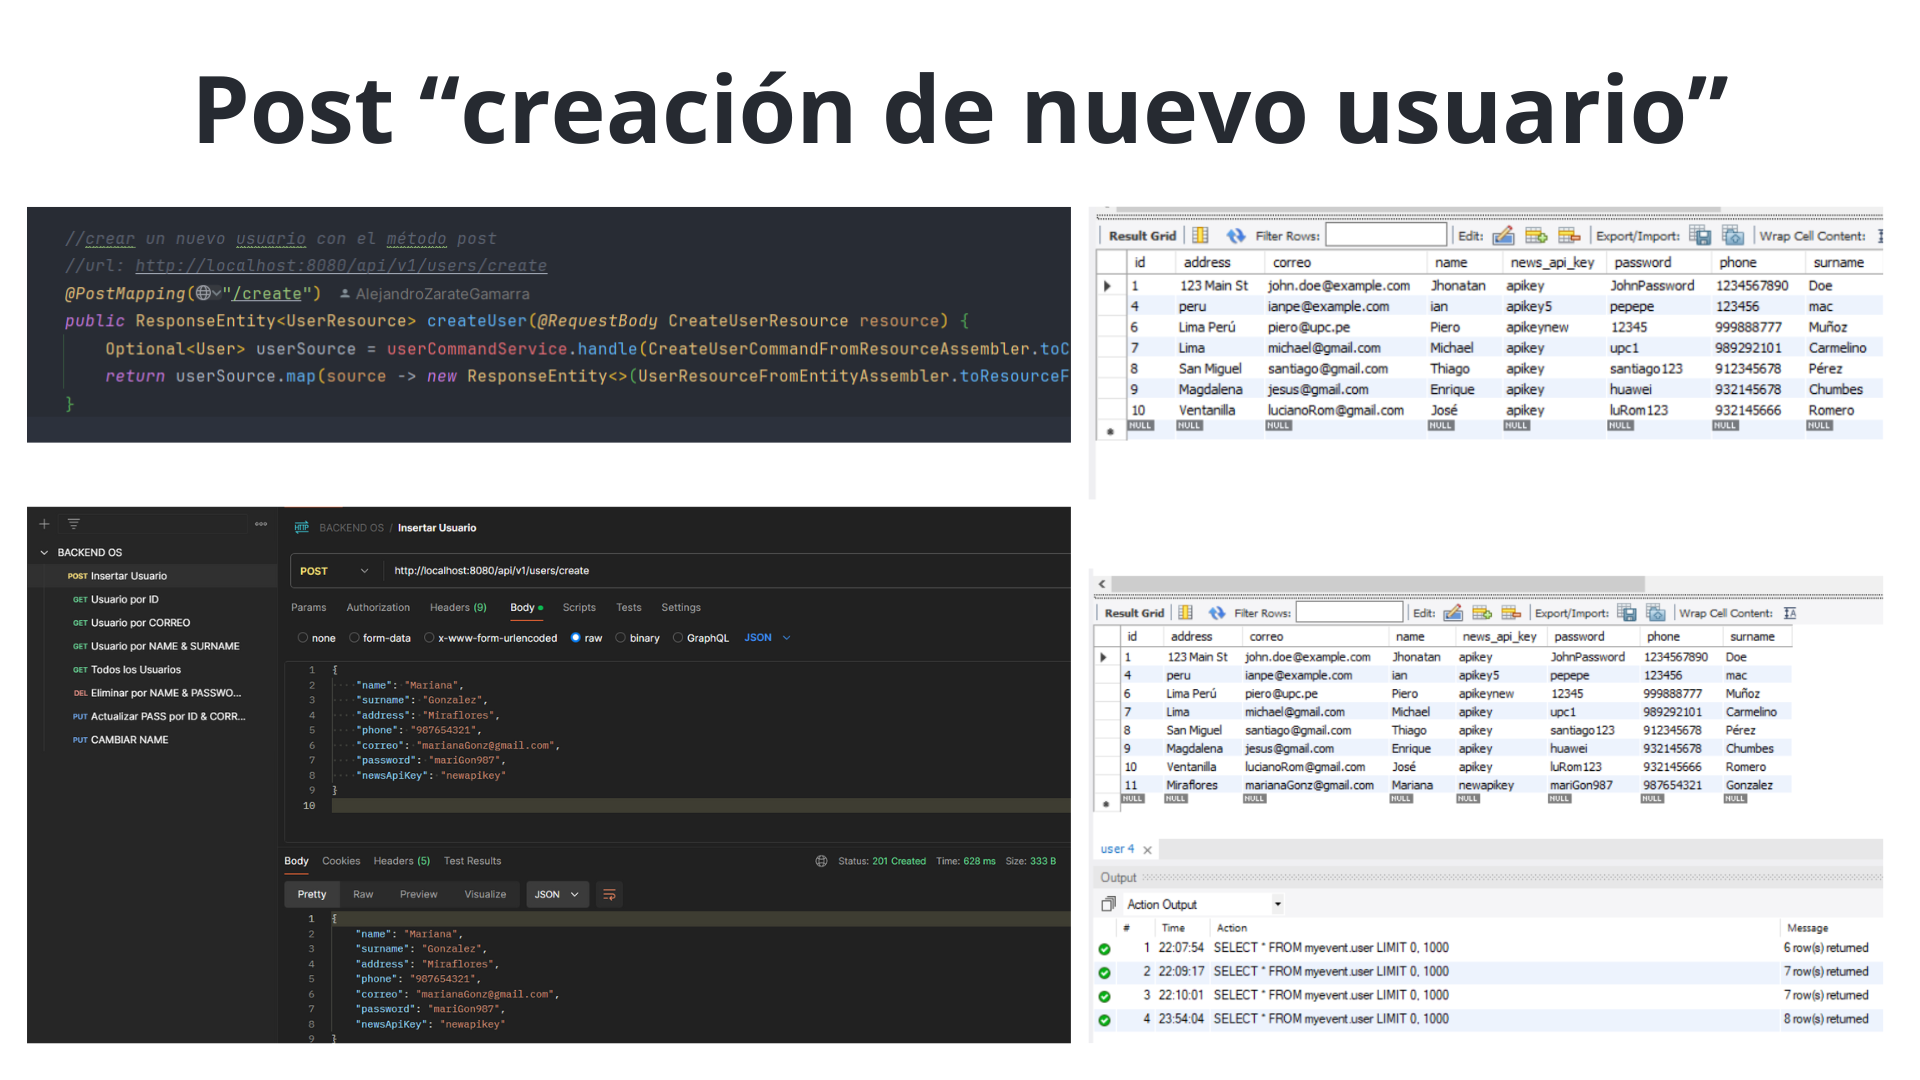 Post “creación de nuevo usuario”
//crear un nuevo usuario con el método post
//url: http://localhost:8080/api/v1/users/create
@PostMapping("/create") AlejandroZarateGamarra
public ResponseEntity<UserResource> createUser(@RequestBody CreateUserResource resource) {
Optional<User> userSource = userCommandService.handle(CreateUserCommandFromResourceAssembler.toC
return userSource.map(source -> new ResponseEntity<>(UserResourceFromEntityAssembler.toResourceF
}
Result Grid Filter Rows: Edit: Export/Import: Wrap Cell Content:
id address correo name news_api_key password phone surname
1 123 Main St john.doe@example.com Jhonatan apikey JohnPassword 1234567890 Doe
4 peru ianpe@example.com ian apikey5 pepepe 123456 mac
6 Lima Perú piero@upc.pe Piero apikeynew 12345 999888777 Muñoz
7 Lima michael@gmail.com Michael apikey upc1 989292101 Carmelino
8 San Miguel santiago@gmail.com Thiago apikey santiago123 912345678 Pérez
9 Magdalena jesus@gmail.com Enrique apikey huawei 932145678 Chumbes
10 Ventanilla lucianoRom@gmail.com José apikey luRom123 932145666 Romero
NULL NULL NULL NULL NULL NULL NULL NULL
BACKEND OS
POST Insertar Usuario
GET Usuario por ID
GET Usuario por CORREO
GET Usuario por NAME & SURNAME
GET Todos los Usuarios
DEL Eliminar por NAME & PASSWO...
PUT Actualizar PASS por ID & CORR...
PUT CAMBIAR NAME
HTTP BACKEND OS / Insertar Usuario
POST http://localhost:8080/api/v1/users/create
Params Authorization Headers (9) Body Scripts Tests Settings
none form-data x-www-form-urlencoded raw binary GraphQL JSON
1 {
2 "name": "Mariana",
3 "surname": "Gonzalez",
4 "address": "Miraflores",
5 "phone": "987654321",
6 "correo": "marianaGonz@gmail.com",
7 "password": "mariGon987",
8 "newsApiKey": "newapikey"
9 }
10
Body Cookies Headers (5) Test Results Status: 201 Created Time: 628 ms Size: 333 B
Pretty Raw Preview Visualize JSON
1 {
2 "name": "Mariana",
3 "surname": "Gonzalez",
4 "address": "Miraflores",
5 "phone": "987654321",
6 "correo": "marianaGonz@gmail.com",
7 "password": "mariGon987",
8 "newsApiKey": "newapikey"
9 }
Result Grid Filter Rows: Edit: Export/Import: Wrap Cell Content:
id address correo name news_api_key password phone surname
1 123 Main St john.doe@example.com Jhonatan apikey JohnPassword 1234567890 Doe
4 peru ianpe@example.com ian apikey5 pepepe 123456 mac
6 Lima Perú piero@upc.pe Piero apikeynew 12345 999888777 Muñoz
7 Lima michael@gmail.com Michael apikey upc1 989292101 Carmelino
8 San Miguel santiago@gmail.com Thiago apikey santiago123 912345678 Pérez
9 Magdalena jesus@gmail.com Enrique apikey huawei 932145678 Chumbes
10 Ventanilla lucianoRom@gmail.com José apikey luRom123 932145666 Romero
11 Miraflores marianaGonz@gmail.com Mariana newapikey mariGon987 987654321 Gonzalez
NULL NULL NULL NULL NULL NULL NULL NULL
user 4
Output
Action Output
# Time Action Message
1 22:07:54 SELECT * FROM myevent.user LIMIT 0, 1000 6 row(s) returned
2 22:09:17 SELECT * FROM myevent.user LIMIT 0, 1000 7 row(s) returned
3 22:10:01 SELECT * FROM myevent.user LIMIT 0, 1000 7 row(s) returned
4 23:54:04 SELECT * FROM myevent.user LIMIT 0, 1000 8 row(s) returned